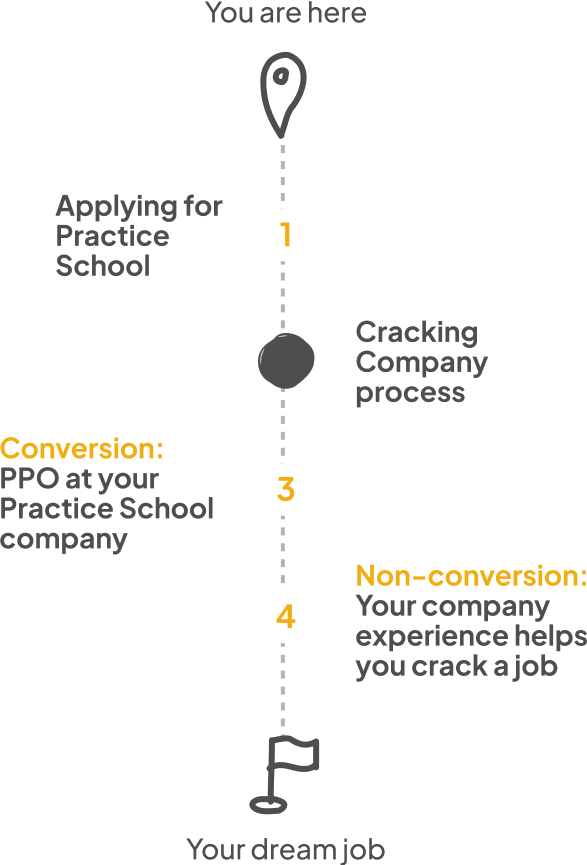 You are here
Applying for
Practice
School
1
Cracking
Company
process
Conversion:
PPO at your
Practice School
company
3
Non-conversion:
Your company
experience helps
you crack a job
4
Your dream job